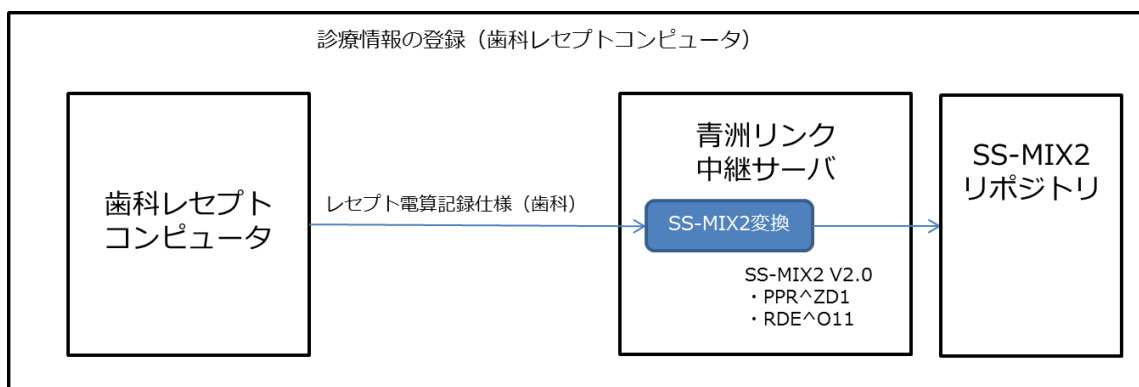 診療情報の登録（歯科レセプトコンピュータ）
歯科レセプト
コンピュータ
レセプト電算記録仕様（歯科）
青洲リンク
中継サーバ
SS-MIX2変換
SS-MIX2 V2.0
・PPR^ZD1
・RDE^O11
SS-MIX2
リポジトリ